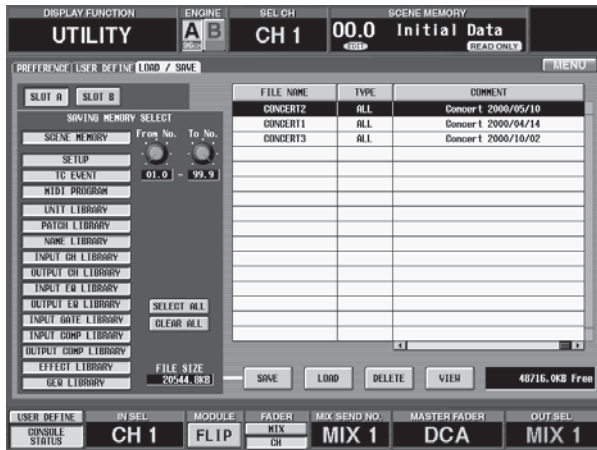 DISPLAY FUNCTION ENGINE SEL CH SCENE MEMORY
UTILITY A B CH 1 00.0 Initial Data
96CH EDIT READ ONLY
PREFERENCE USER DEFINE LOAD / SAVE MENU
SLOT A SLOT B
SAVING MEMORY SELECT
SCENE MEMORY From No. To No.
01.0 - 99.9
SETUP
TC EVENT
MIDI PROGRAM
UNIT LIBRARY
PATCH LIBRARY
NAME LIBRARY
INPUT CH LIBRARY
OUTPUT CH LIBRARY
INPUT EQ LIBRARY
OUTPUT EQ LIBRARY
INPUT GATE LIBRARY
INPUT COMP LIBRARY
OUTPUT COMP LIBRARY
EFFECT LIBRARY
GEQ LIBRARY
SELECT ALL
CLEAR ALL
FILE SIZE
20544.8KB
FILE NAME TYPE COMMENT
CONCERT2 ALL Concert 2000/05/10
CONCERT1 ALL Concert 2000/04/14
CONCERT3 ALL Concert 2000/10/02
SAVE LOAD DELETE VIEW 48716.0KB Free
USER DEFINE IN SEL MODULE FADER MIX SEND NO. MASTER FADER OUT SEL
CONSOLE STATUS CH 1 FLIP MIX CH MIX 1 DCA MIX 1